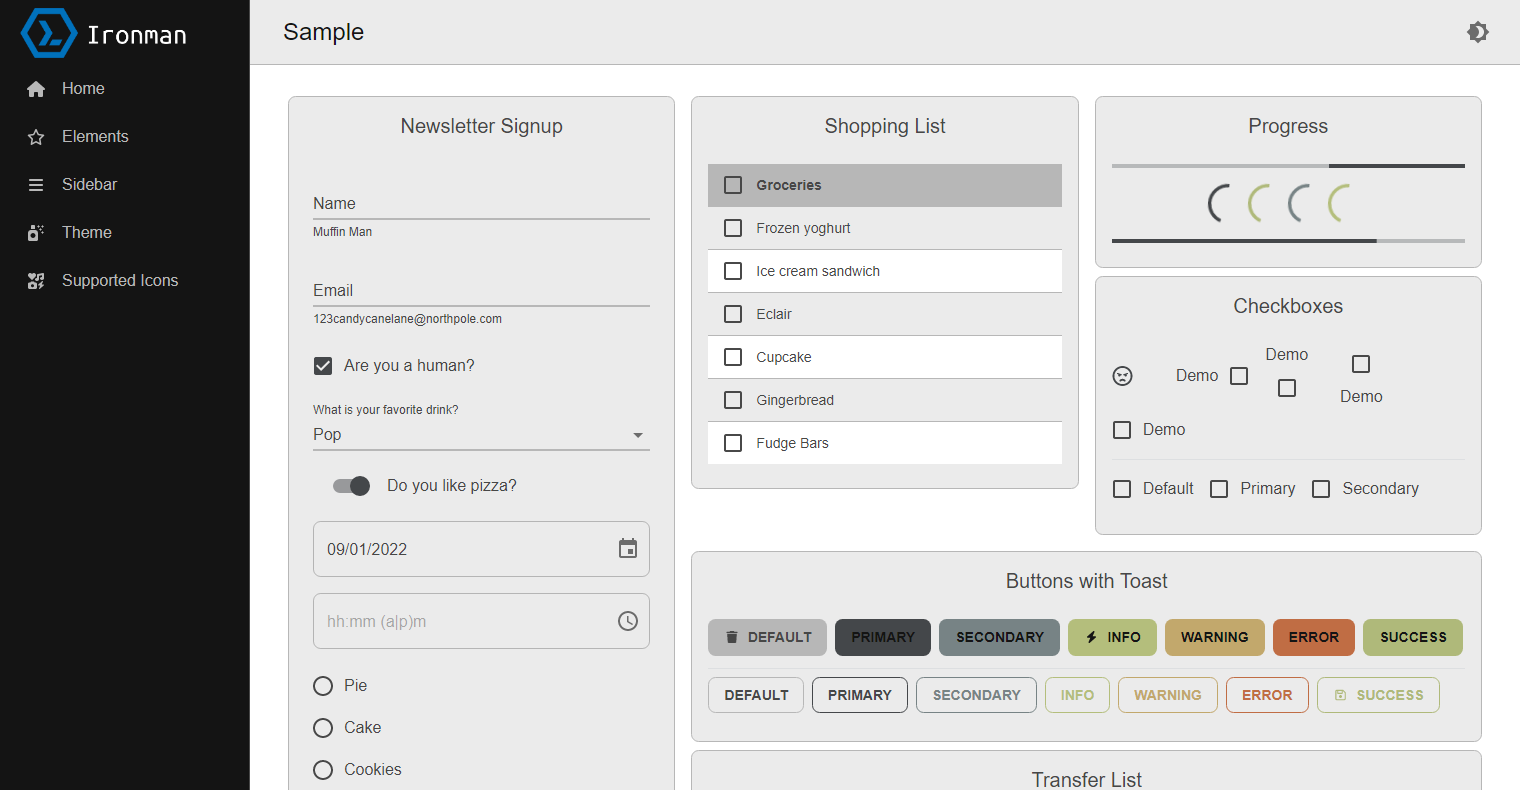 Ironman
Home
Elements
Sidebar
Theme
Supported Icons
Sample
Newsletter Signup
Name
Muffin Man
Email
123candycanelane@northpole.com
Are you a human?
What is your favorite drink?
Pop
Do you like pizza?
09/01/2022
hh:mm (a|p)m
Pie
Cake
Cookies
Shopping List
Groceries
Frozen yoghurt
Ice cream sandwich
Eclair
Cupcake
Gingerbread
Fudge Bars
Progress
Checkboxes
Demo
Demo
Demo
Demo
Default Primary Secondary
Buttons with Toast
DEFAULT PRIMARY SECONDARY INFO WARNING ERROR SUCCESS
DEFAULT PRIMARY SECONDARY INFO WARNING ERROR SUCCESS
Transfer List